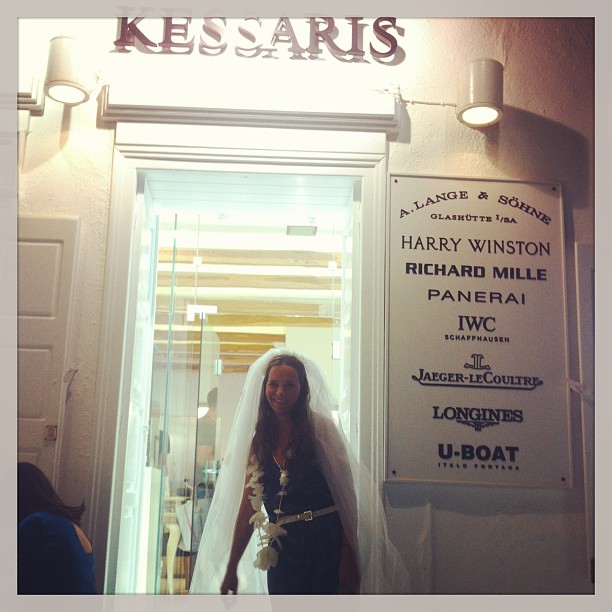 KESSARIS
A. LANGE & SÖHNE
GLASHÜTTE I/SA
HARRY WINSTON
RICHARD MILLE
PANERAI
IWC
SCHAFFHAUSEN
JAEGER-LECOULTRE
LONGINES
U-BOAT
ITALO FONTANA